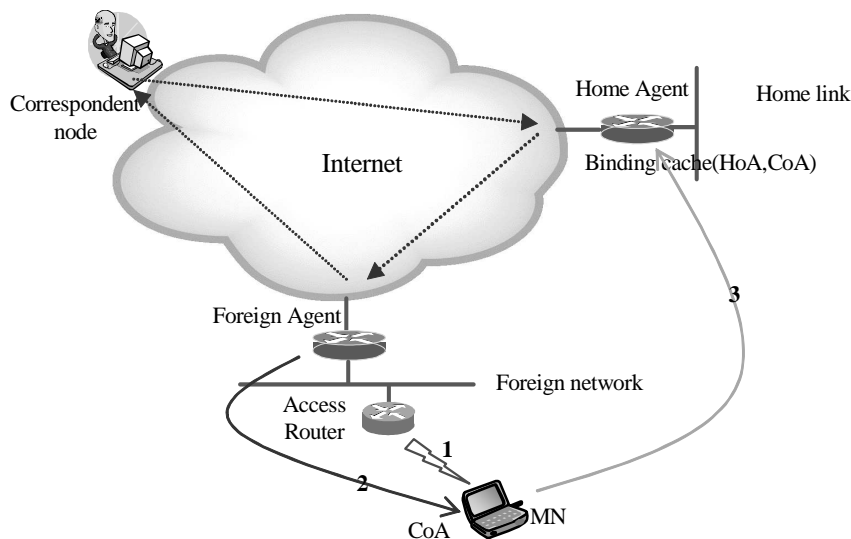 Correspondent
node
Home Agent
Home link
Internet
Binding cache(HoA,CoA)
3
Foreign Agent
Foreign network
Access
Router
1
2
CoA
MN